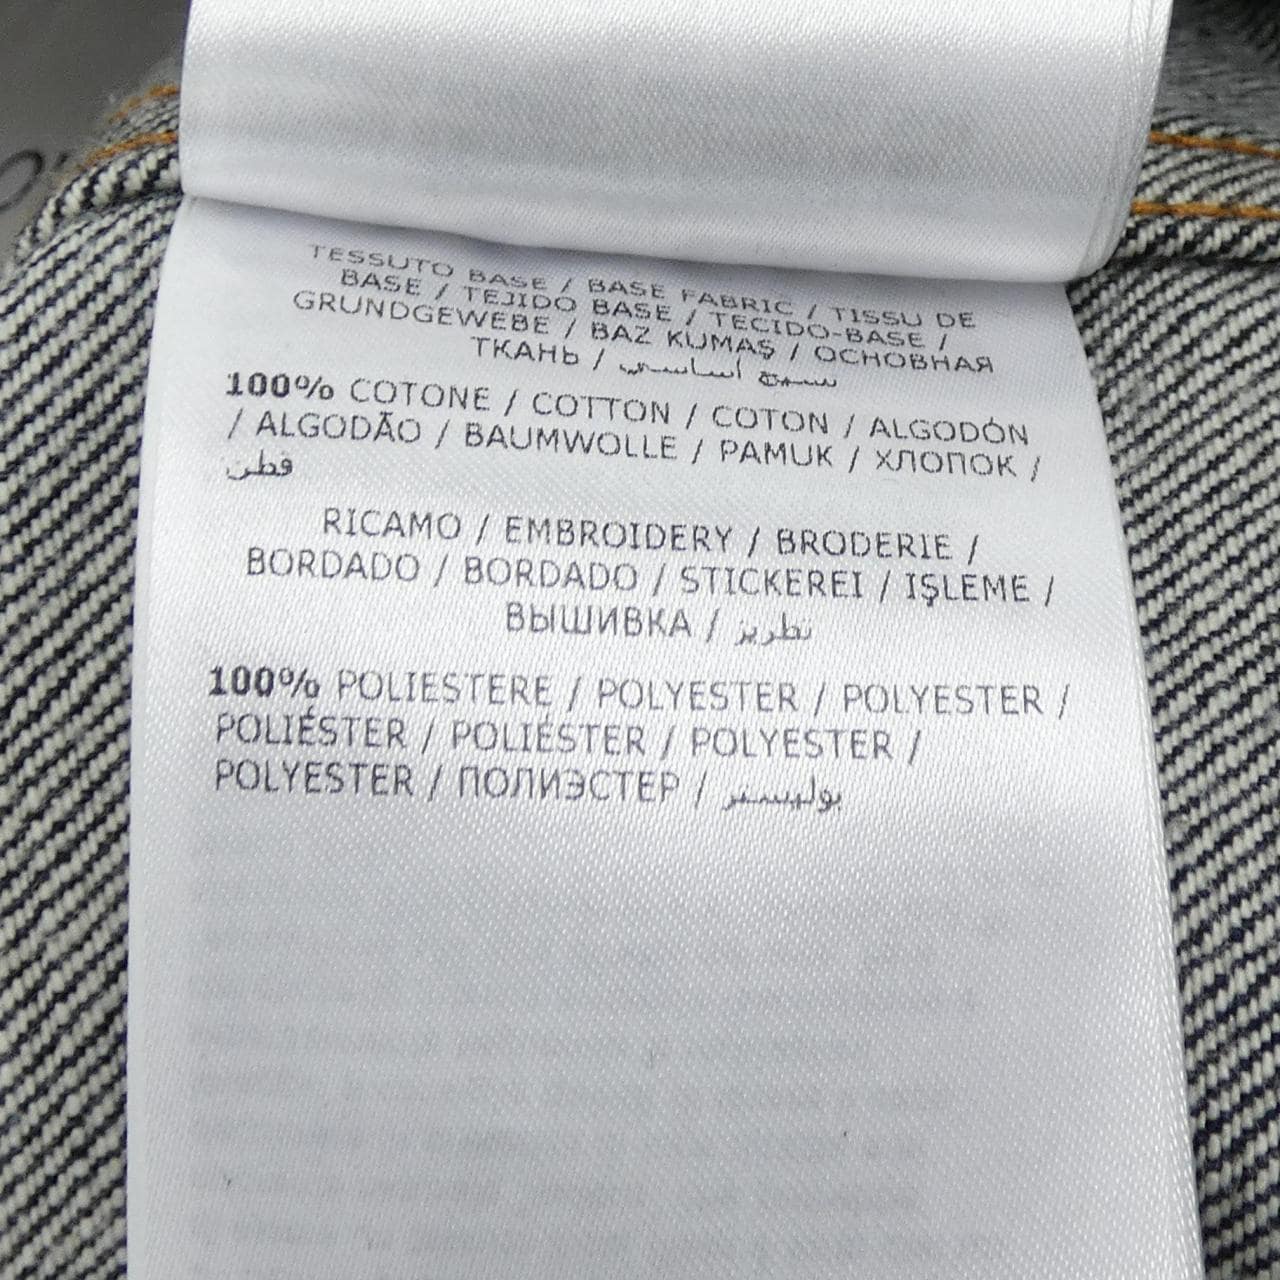 TESSUTO BASE / BASE FABRIC / TISSU DE
BASE / TEJIDO BASE / TECIDO-BASE /
GRUNDGEWEBE / BAZ KUMAŞ / ОСНОВНАЯ
ТКАНЬ / نسيج أساسي
100% COTONE / COTTON / COTON / ALGODÓN
/ ALGODÃO / BAUMWOLLE / PAMUK / ХЛОПОК /
قطن
RICAMO / EMBROIDERY / BRODERIE /
BORDADO / BORDADO / STICKEREI / IŞLEME /
ВЫШИВКА / تطريز
100% POLIESTERE / POLYESTER / POLYESTER /
POLIÉSTER / POLIÉSTER / POLYESTER /
POLYESTER / ПОЛИЭСТЕР / بوليستر